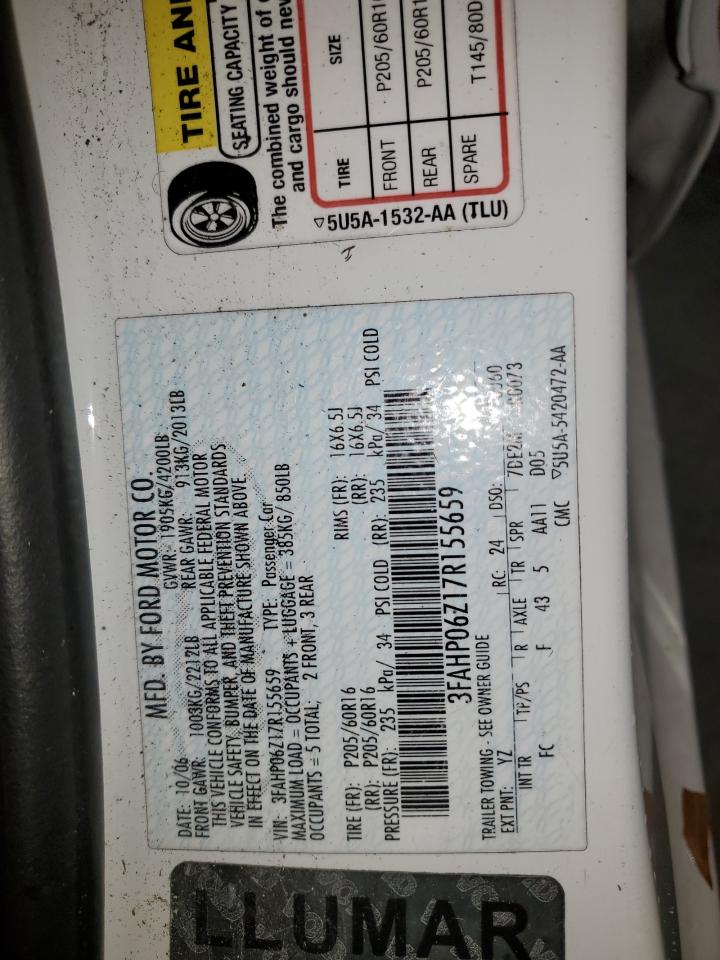 TIRE AN
SEATING CAPACITY
The combined weight of
and cargo should nev
TIRE SIZE
FRONT P205/60R1
REAR P205/60R1
SPARE T145/80D
5U5A-1532-AA (TLU)
MFD. BY FORD MOTOR CO.
DATE: 10/06 GVWR: 1905KG/4200LB
FRONT GAWR: 1003KG/2212LB REAR GAWR: 913KG/2013LB
THIS VEHICLE CONFORMS TO ALL APPLICABLE FEDERAL MOTOR
VEHICLE SAFETY, BUMPER, AND THEFT PREVENTION STANDARDS
IN EFFECT ON THE DATE OF MANUFACTURE SHOWN ABOVE.
VIN: 3FAHP06Z17R155659 TYPE: Passenger Car
MAXIMUM LOAD = OCCUPANTS + LUGGAGE = 385KG/ 850LB
OCCUPANTS = 5 TOTAL; 2 FRONT, 3 REAR
TIRE (FR): P205/60R16 RIMS (FR): 16X6.5J
(RR): P205/60R16 (RR): 16X6.5J
PRESSURE (FR): 235 kPa/ 34 PSI COLD (RR): 235 kPa/ 34 PSI COLD
3FAHP06Z17R155659
TRAILER TOWING - SEE OWNER GUIDE
EXT PNT: YZ RC: 24 DSO:
INT TR TP/PS R AXLE TR SPR
FC F 43 5 AA11 D05
CMC 5U5A-5420472-AA
LLUMAR